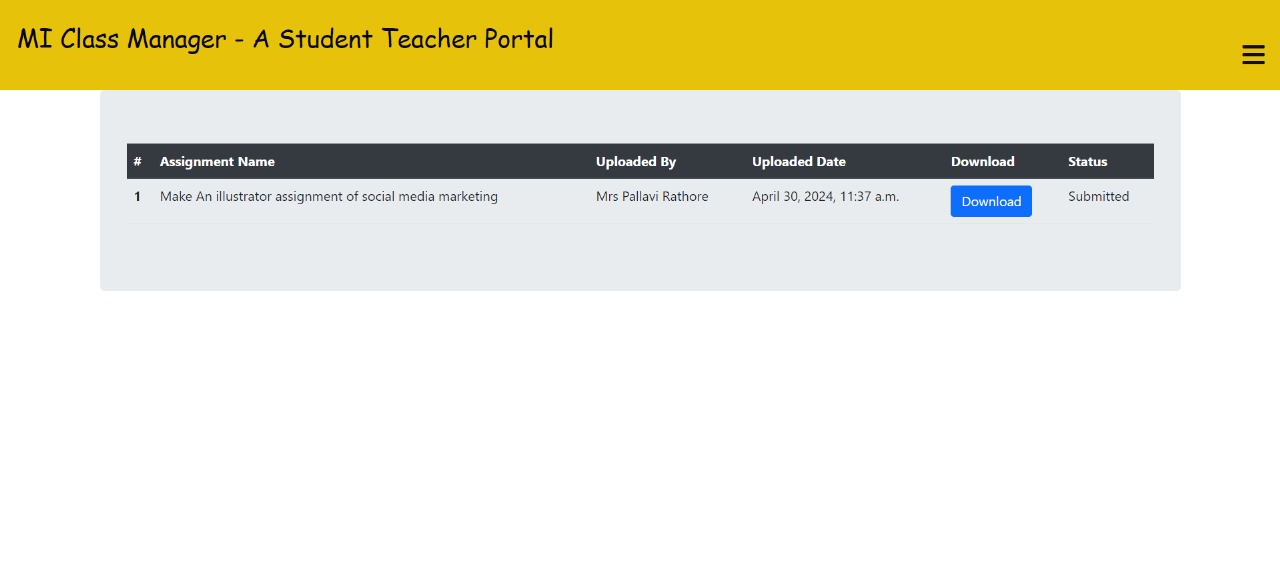 MI Class Manager - A Student Teacher Portal
# Assignment Name Uploaded By Uploaded Date Download Status
1 Make An illustrator assignment of social media marketing Mrs Pallavi Rathore April 30, 2024, 11:37 a.m. Download Submitted